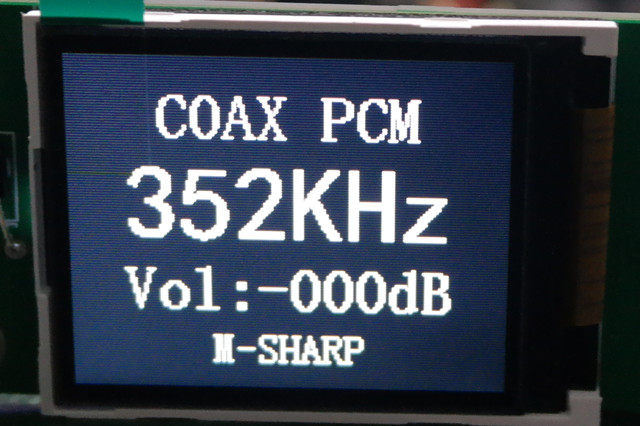 COAX PCM
352KHz
Vol:-000dB
M-SHARP